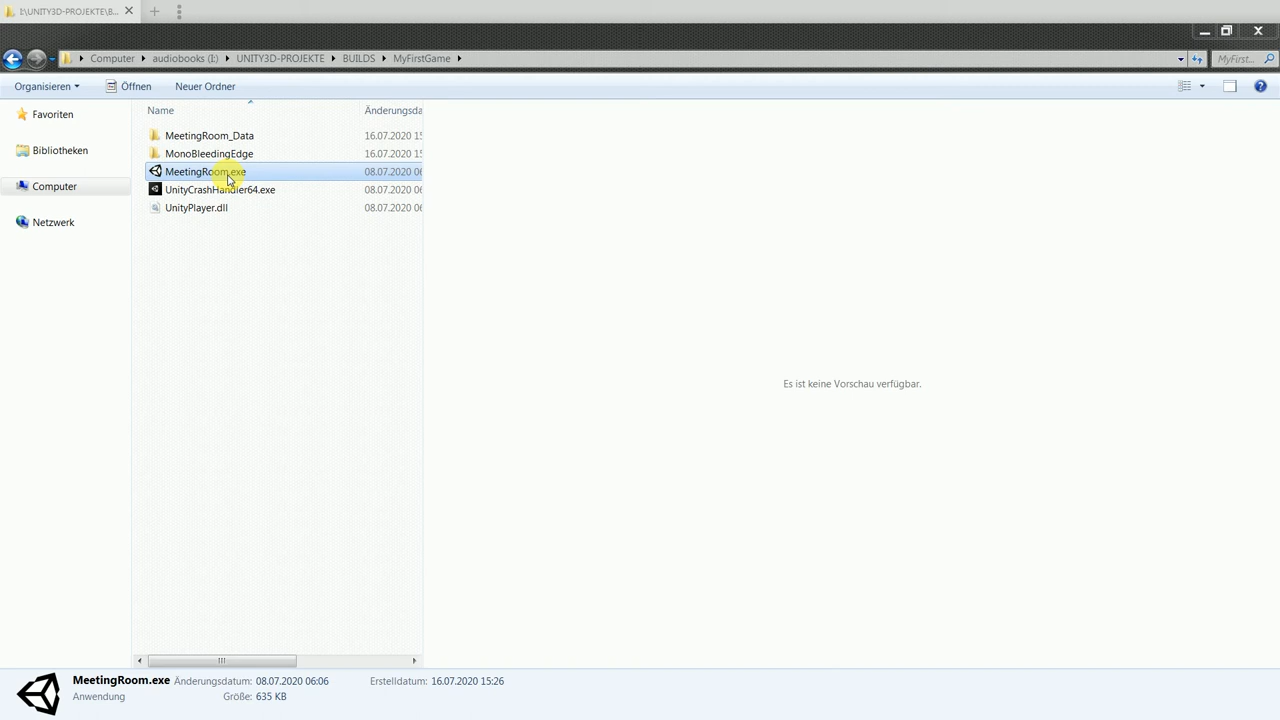 I:\UNITY3D-PROJEKTE\B...
Computer audiobooks (I:) UNITY3D-PROJEKTE BUILDS MyFirstGame
MyFirst...
Organisieren Öffnen Neuer Ordner
Favoriten
Bibliotheken
Computer
Netzwerk
Name Änderungsda
MeetingRoom_Data 16.07.2020 15
MonoBleedingEdge 16.07.2020 15
MeetingRoom.exe 08.07.2020 06
UnityCrashHandler64.exe 08.07.2020 06
UnityPlayer.dll 08.07.2020 06
Es ist keine Vorschau verfügbar.
MeetingRoom.exe Änderungsdatum: 08.07.2020 06:06 Erstelldatum: 16.07.2020 15:26
Anwendung Größe: 635 KB